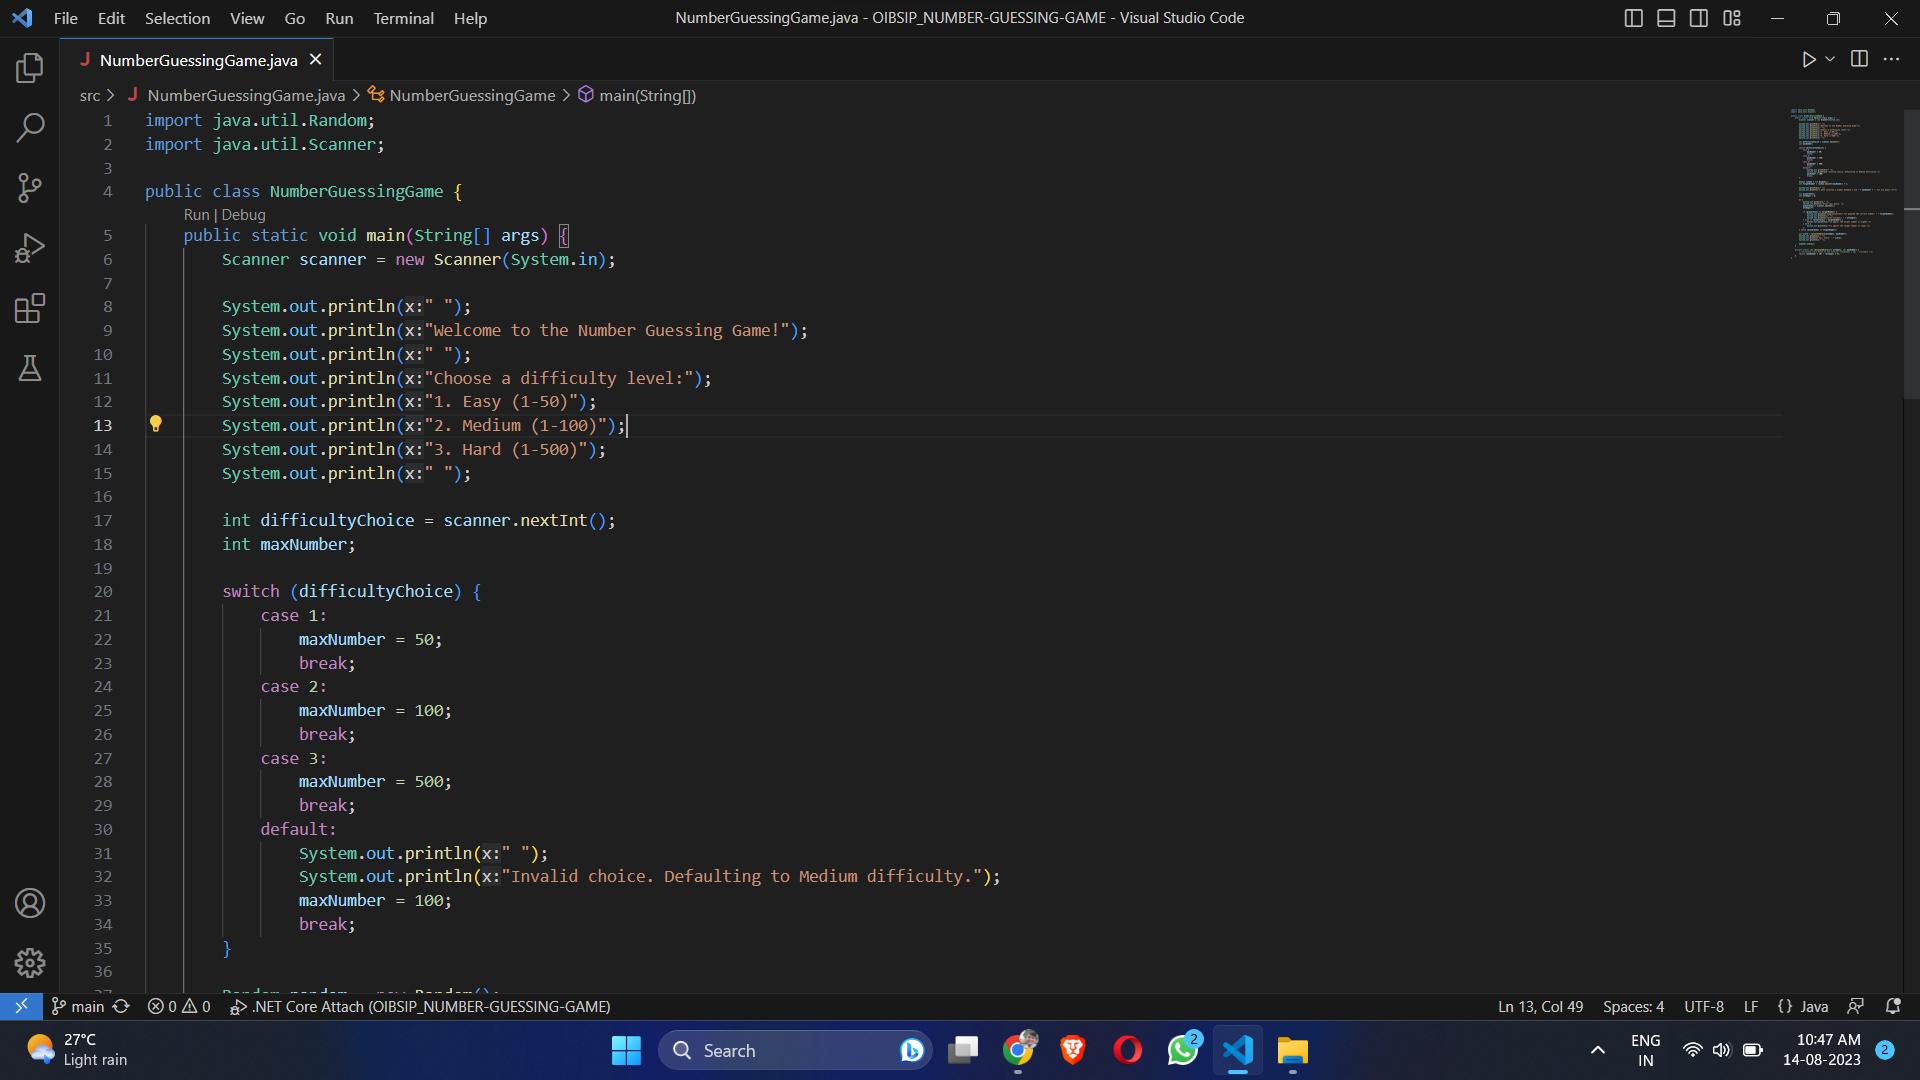 File Edit Selection View Go Run Terminal Help
NumberGuessingGame.java - OIBSIP_NUMBER-GUESSING-GAME - Visual Studio Code
J NumberGuessingGame.java
src > J NumberGuessingGame.java > NumberGuessingGame > main(String[])
1 import java.util.Random;
2 import java.util.Scanner;
3
4 public class NumberGuessingGame {
Run | Debug
5 public static void main(String[] args) {
6 Scanner scanner = new Scanner(System.in);
7
8 System.out.println(x:" ");
9 System.out.println(x:"Welcome to the Number Guessing Game!");
10 System.out.println(x:" ");
11 System.out.println(x:"Choose a difficulty level:");
12 System.out.println(x:"1. Easy (1-50)");
13 System.out.println(x:"2. Medium (1-100)");
14 System.out.println(x:"3. Hard (1-500)");
15 System.out.println(x:" ");
16
17 int difficultyChoice = scanner.nextInt();
18 int maxNumber;
19
20 switch (difficultyChoice) {
21 case 1:
22 maxNumber = 50;
23 break;
24 case 2:
25 maxNumber = 100;
26 break;
27 case 3:
28 maxNumber = 500;
29 break;
30 default:
31 System.out.println(x:" ");
32 System.out.println(x:"Invalid choice. Defaulting to Medium difficulty.");
33 maxNumber = 100;
34 break;
35 }
36
37 Random random = new Random();
main 0 0 .NET Core Attach (OIBSIP_NUMBER-GUESSING-GAME) Ln 13, Col 49 Spaces: 4 UTF-8 LF {} Java
27°C
Light rain
Search
2
ENG
IN
10:47 AM
14-08-2023
2